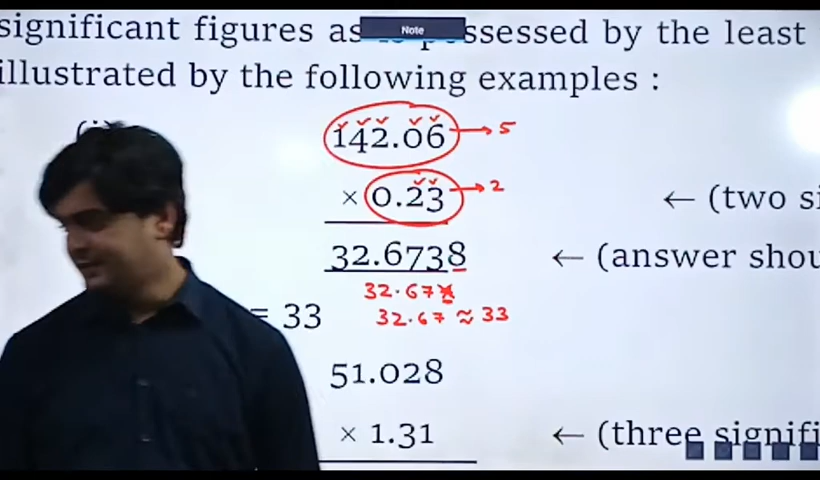 significant figures as is possessed by the least
Note
illustrated by the following examples :
142.06 → 5
× 0.23 → 2 ← (two si
32.6738 ← (answer shou
32.67
= 33 32.67 ≈ 33
51.028
× 1.31 ← (three signifi